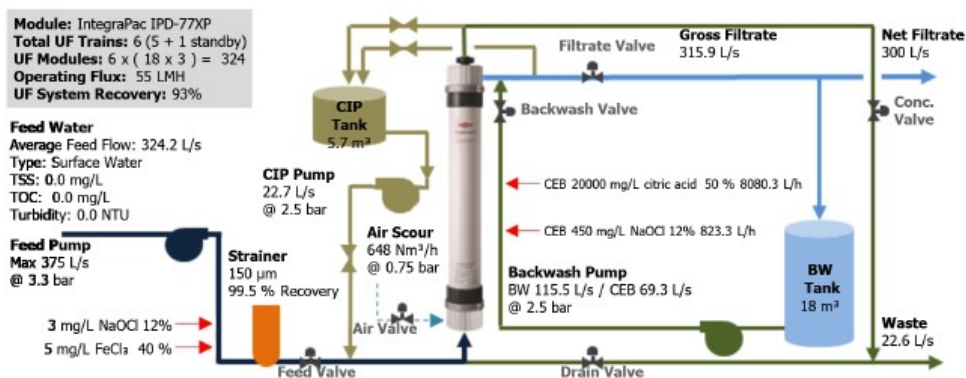 Module: IntegraPac IPD-77XP
Total UF Trains: 6 (5 + 1 standby)
UF Modules: 6 x ( 18 x 3 ) = 324
Operating Flux: 55 LMH
UF System Recovery: 93%
Feed Water
Average Feed Flow: 324.2 L/s
Type: Surface Water
TSS: 0.0 mg/L
TOC: 0.0 mg/L
Turbidity: 0.0 NTU
Feed Pump
Max 375 L/s
@ 3.3 bar
3 mg/L NaOCl 12%
5 mg/L FeCl₃ 40 %
Strainer
150 µm
99.5 % Recovery
Feed Valve
CIP
Tank
5.7 m³
CIP Pump
22.7 L/s
@ 2.5 bar
Air Scour
648 Nm³/h
@ 0.75 bar
Air Valve
Filtrate Valve
Backwash Valve
Gross Filtrate
315.9 L/s
Net Filtrate
300 L/s
Conc.
Valve
CEB 20000 mg/L citric acid 50 % 8080.3 L/h
CEB 450 mg/L NaOCl 12% 823.3 L/h
Backwash Pump
BW 115.5 L/s / CEB 69.3 L/s
@ 2.5 bar
BW
Tank
18 m³
Waste
22.6 L/s
Drain Valve